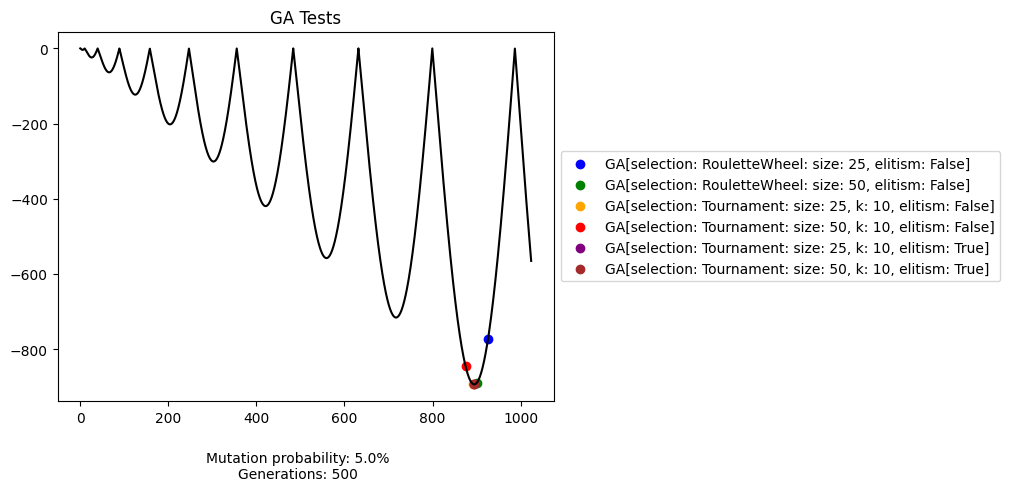 GA Tests
0
−200
−400
−600
−800
0 200 400 600 800 1000
GA[selection: RouletteWheel: size: 25, elitism: False]
GA[selection: RouletteWheel: size: 50, elitism: False]
GA[selection: Tournament: size: 25, k: 10, elitism: False]
GA[selection: Tournament: size: 50, k: 10, elitism: False]
GA[selection: Tournament: size: 25, k: 10, elitism: True]
GA[selection: Tournament: size: 50, k: 10, elitism: True]
Mutation probability: 5.0%
Generations: 500